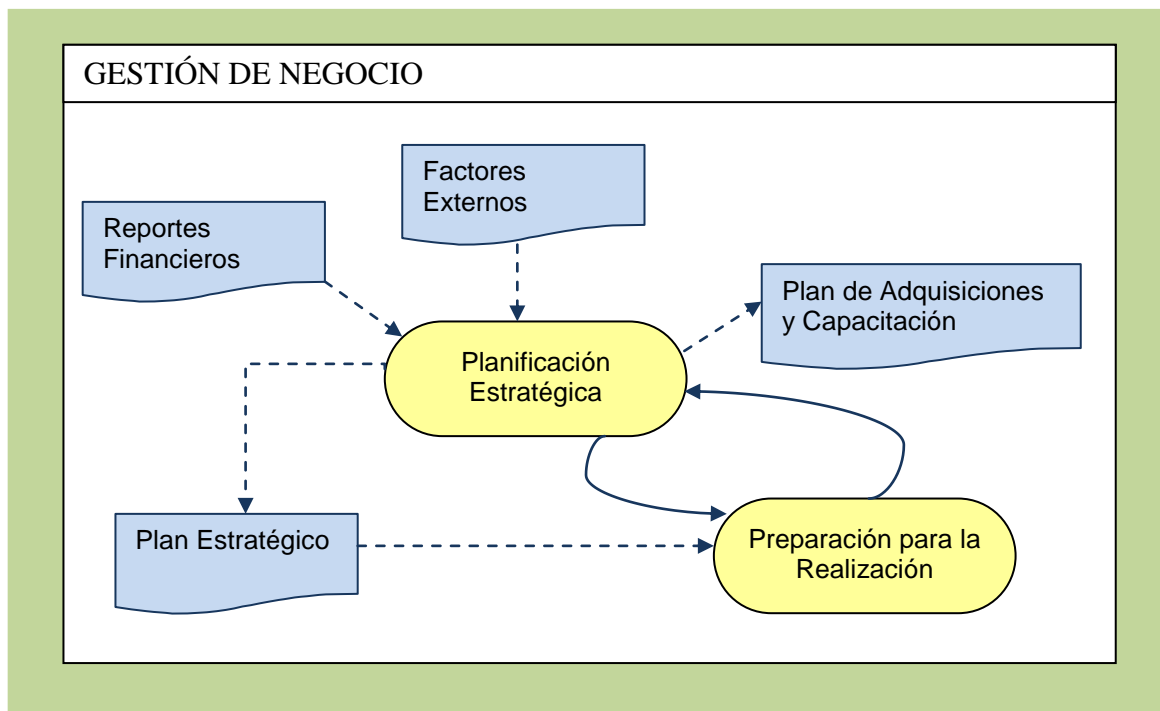 GESTIÓN DE NEGOCIO
Factores
Externos
Reportes
Financieros
Plan de Adquisiciones
y Capacitación
Planificación
Estratégica
Plan Estratégico
Preparación para la
Realización